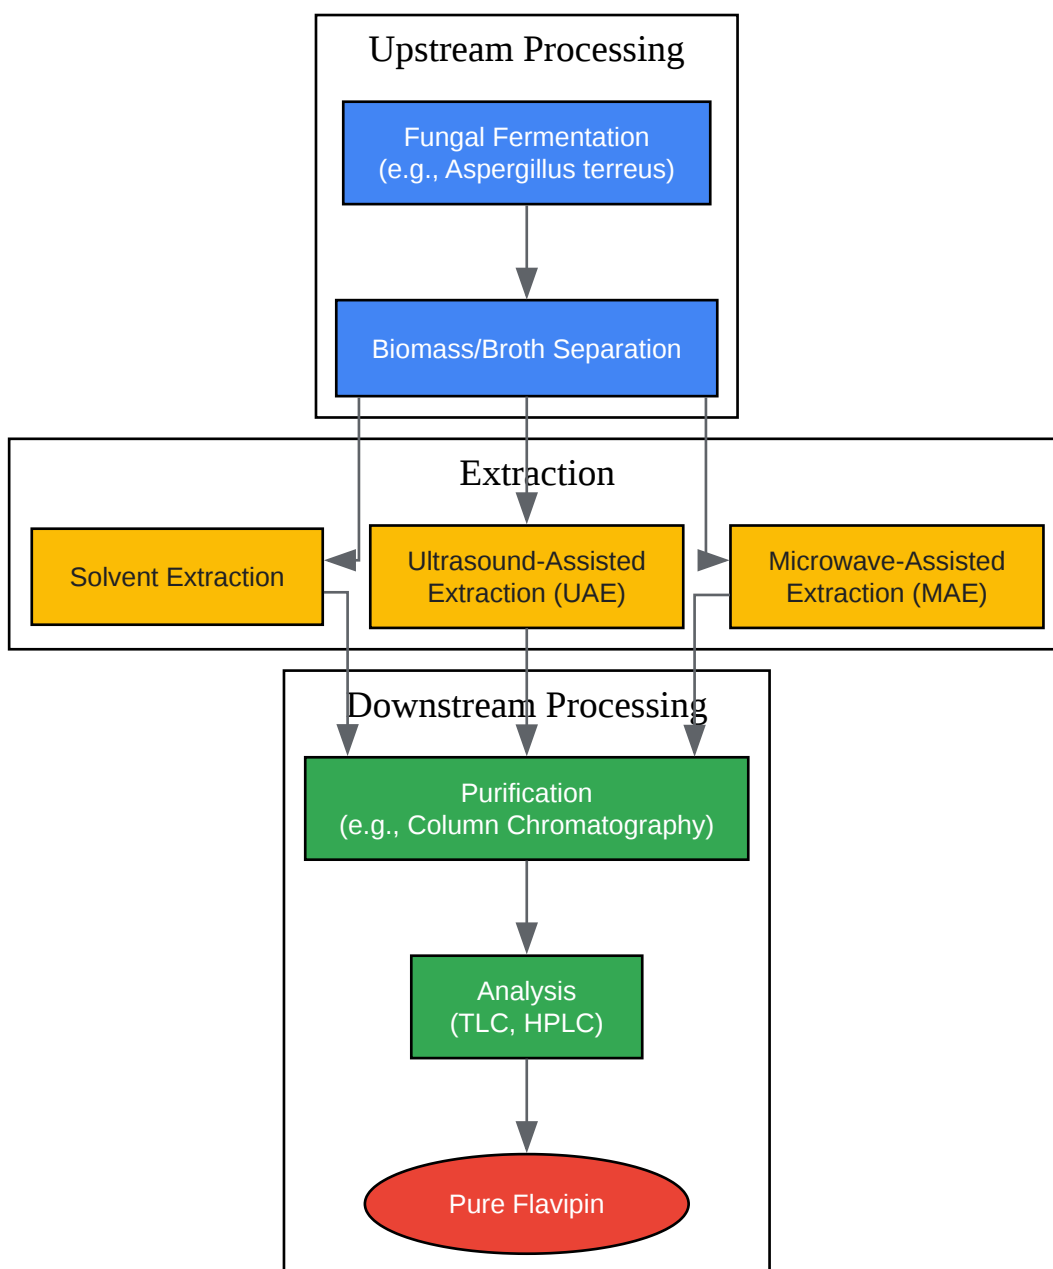 Upstream Processing
Fungal Fermentation
(e.g., Aspergillus terreus)
Biomass/Broth Separation
Extraction
Solvent Extraction
Ultrasound-Assisted
Extraction (UAE)
Microwave-Assisted
Extraction (MAE)
Downstream Processing
Purification
(e.g., Column Chromatography)
Analysis
(TLC, HPLC)
Pure Flavipin